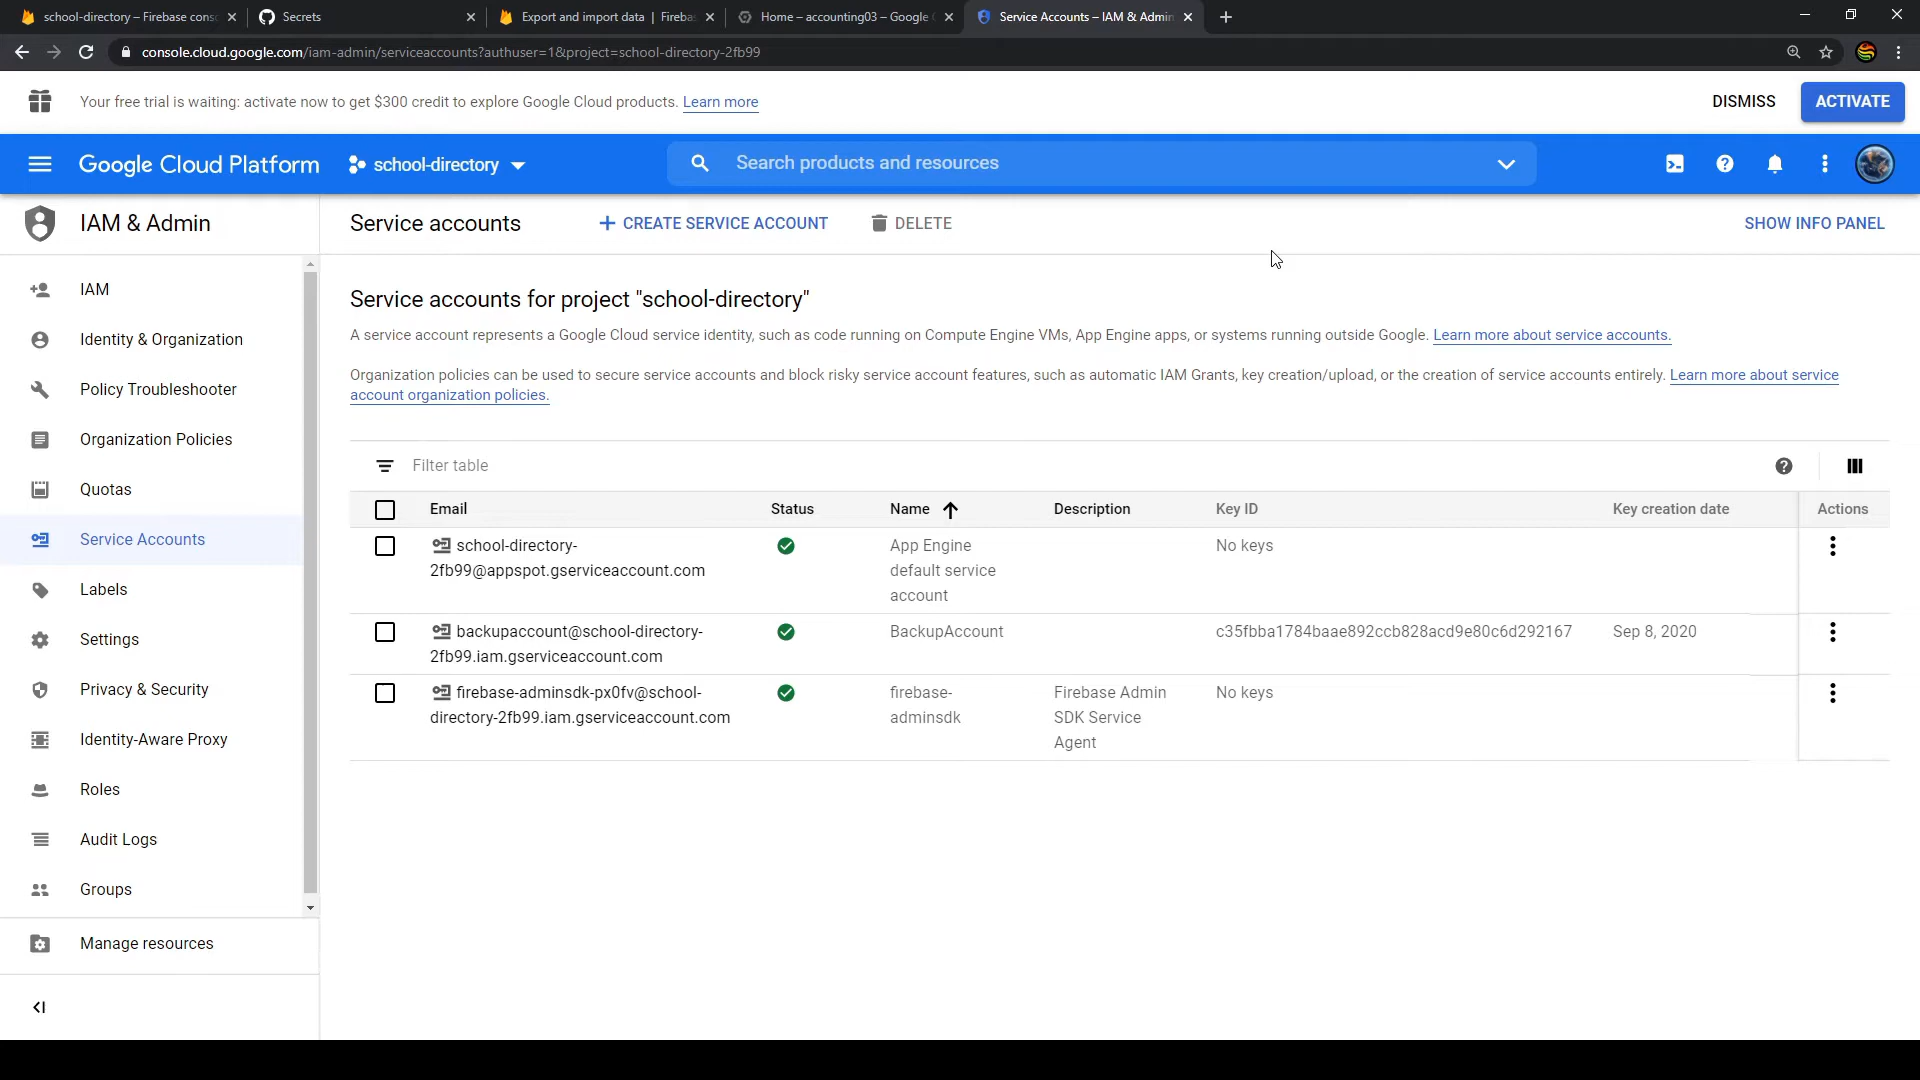 school-directory – Firebase cons
Secrets
Export and import data | Fireba
Home – accounting03 – Google
Service Accounts – IAM & Admin
console.cloud.google.com/iam-admin/serviceaccounts?authuser=1&project=school-directory-2fb99
Your free trial is waiting: activate now to get $300 credit to explore Google Cloud products. Learn more
DISMISS
ACTIVATE
Google Cloud Platform
school-directory
Search products and resources
IAM & Admin
Service accounts
CREATE SERVICE ACCOUNT
DELETE
SHOW INFO PANEL
IAM
Identity & Organization
Policy Troubleshooter
Organization Policies
Quotas
Service Accounts
Labels
Settings
Privacy & Security
Identity-Aware Proxy
Roles
Audit Logs
Groups
Manage resources
Service accounts for project "school-directory"
A service account represents a Google Cloud service identity, such as code running on Compute Engine VMs, App Engine apps, or systems running outside Google. Learn more about service accounts.
Organization policies can be used to secure service accounts and block risky service account features, such as automatic IAM Grants, key creation/upload, or the creation of service accounts entirely. Learn more about service
account organization policies.
Filter table
Email Status Name Description Key ID Key creation date Actions
school-directory-
2fb99@appspot.gserviceaccount.com
App Engine
default service
account
No keys
backupaccount@school-directory-
2fb99.iam.gserviceaccount.com
BackupAccount
c35fbba1784baae892ccb828acd9e80c6d292167
Sep 8, 2020
firebase-adminsdk-px0fv@school-
directory-2fb99.iam.gserviceaccount.com
firebase-
adminsdk
Firebase Admin
SDK Service
Agent
No keys